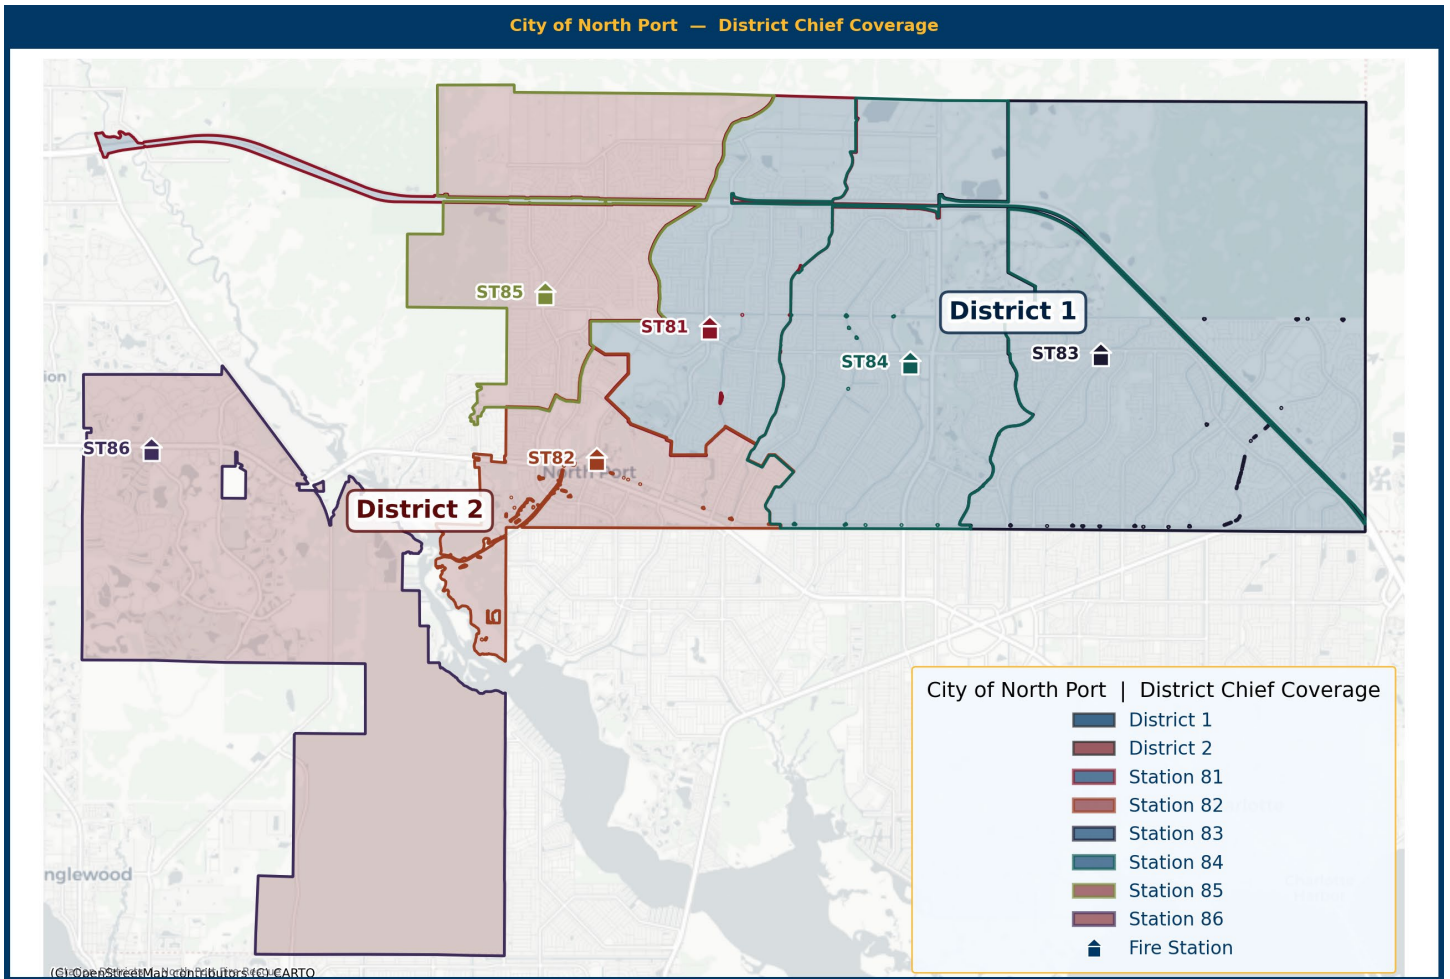 City of North Port — District Chief Coverage
ST85
ST81
District 1
ST84
ST83
ST86
ST82
North Port
District 2
City of North Port | District Chief Coverage
District 1
District 2
Station 81
Station 82
Station 83
Station 84
Station 85
Station 86
Fire Station
nglewood
(C) OpenStreetMap contributors (C) CARTO